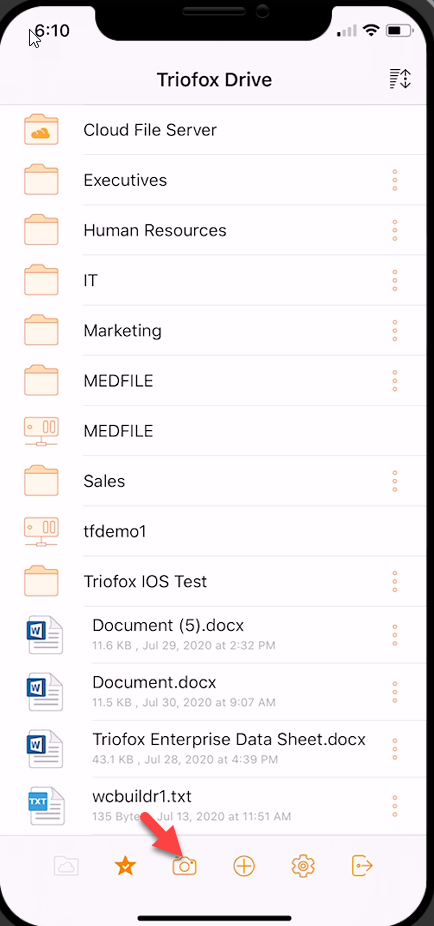 6:10
Triofox Drive
Cloud File Server
Executives
Human Resources
IT
Marketing
MEDFILE
MEDFILE
Sales
tfdemo1
Triofox IOS Test
W
Document (5).docx
11.6 KB , Jul 29, 2020 at 2:32 PM
W
Document.docx
11.5 KB , Jul 30, 2020 at 9:07 AM
W
Triofox Enterprise Data Sheet.docx
43.1 KB , Jul 28, 2020 at 4:39 PM
TXT
wcbuildr1.txt
135 Byte , Jul 13, 2020 at 11:51 AM